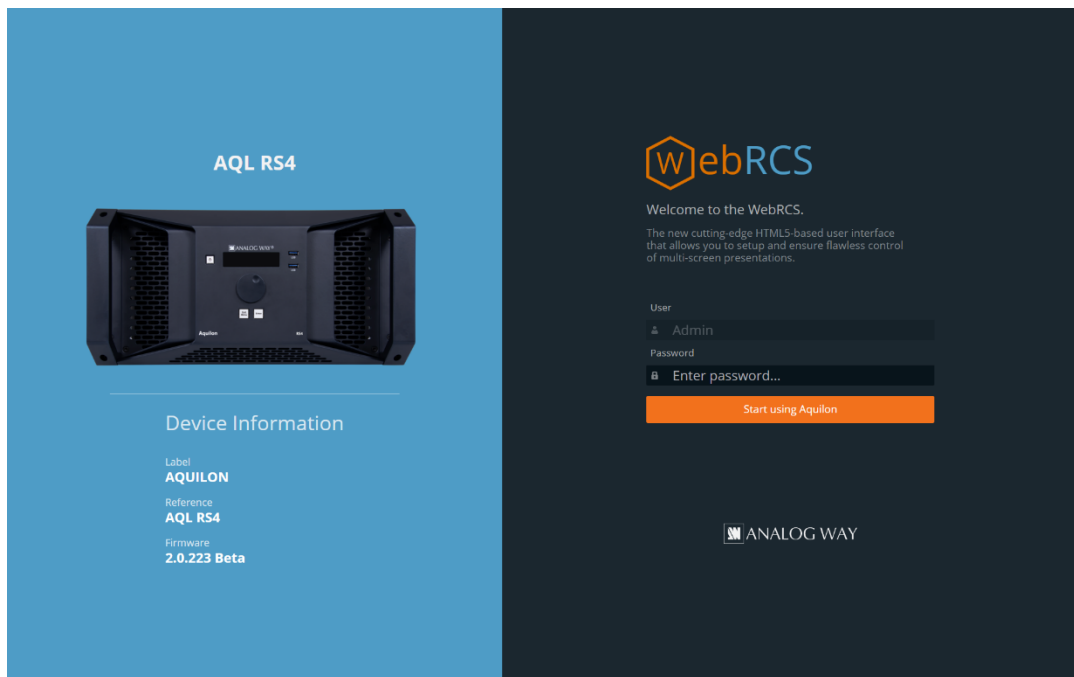 AQL RS4
ANALOG WAY®
Aquilon
RS4
Device Information
Label
AQUILON
Reference
AQL RS4
Firmware
2.0.223 Beta
WebRCS
Welcome to the WebRCS.
The new cutting-edge HTML5-based user interface
that allows you to setup and ensure flawless control
of multi-screen presentations.
User
Admin
Password
Enter password...
Start using Aquilon
ANALOG WAY